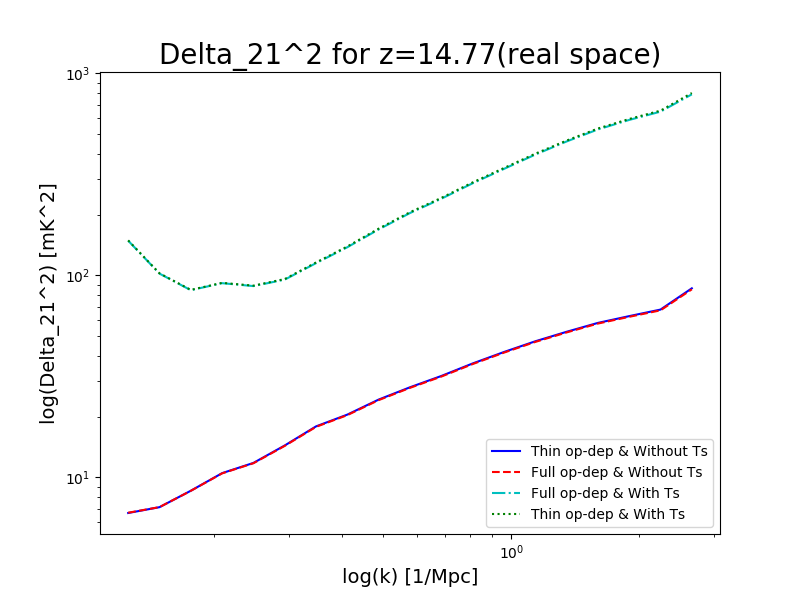 Delta_21^2 for z=14.77(real space)
10^3
10^2
10^1
log(Delta_21^2) [mK^2]
Thin op-dep & Without Ts
Full op-dep & Without Ts
Full op-dep & With Ts
Thin op-dep & With Ts
10^0
log(k) [1/Mpc]